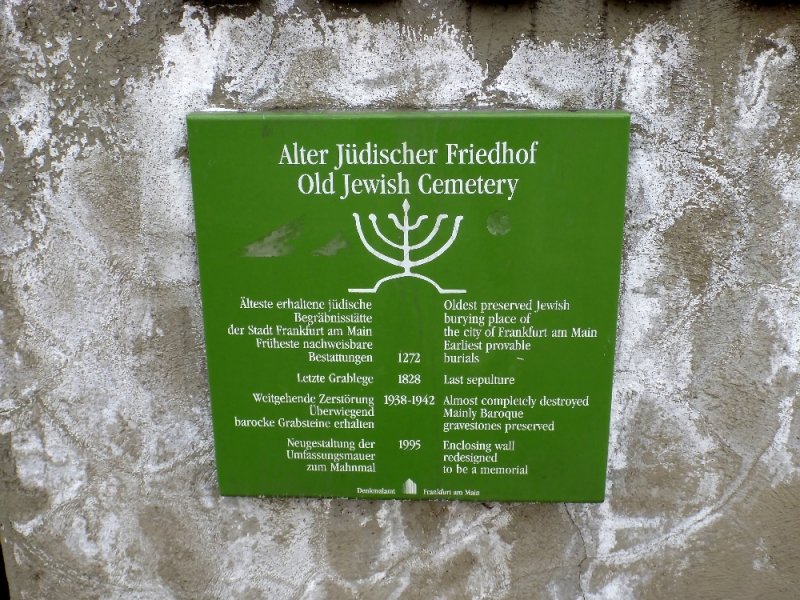 Alter Jüdischer Friedhof
Old Jewish Cemetery
Älteste erhaltene jüdische
Begräbnisstätte
der Stadt Frankfurt am Main
Früheste nachweisbare
Bestattungen
1272
Oldest preserved Jewish
burying place of
the city of Frankfurt am Main
Earliest provable
burials
Letzte Grablege 1828 Last sepulture
Weitgehende Zerstörung 1938-1942 Almost completely destroyed
Überwiegend
barocke Grabsteine erhalten
Mainly Baroque
gravestones preserved
Neugestaltung der 1995 Enclosing wall
Umfassungsmauer
zum Mahnmal
redesigned
to be a memorial
Denkmalamt Frankfurt am Main